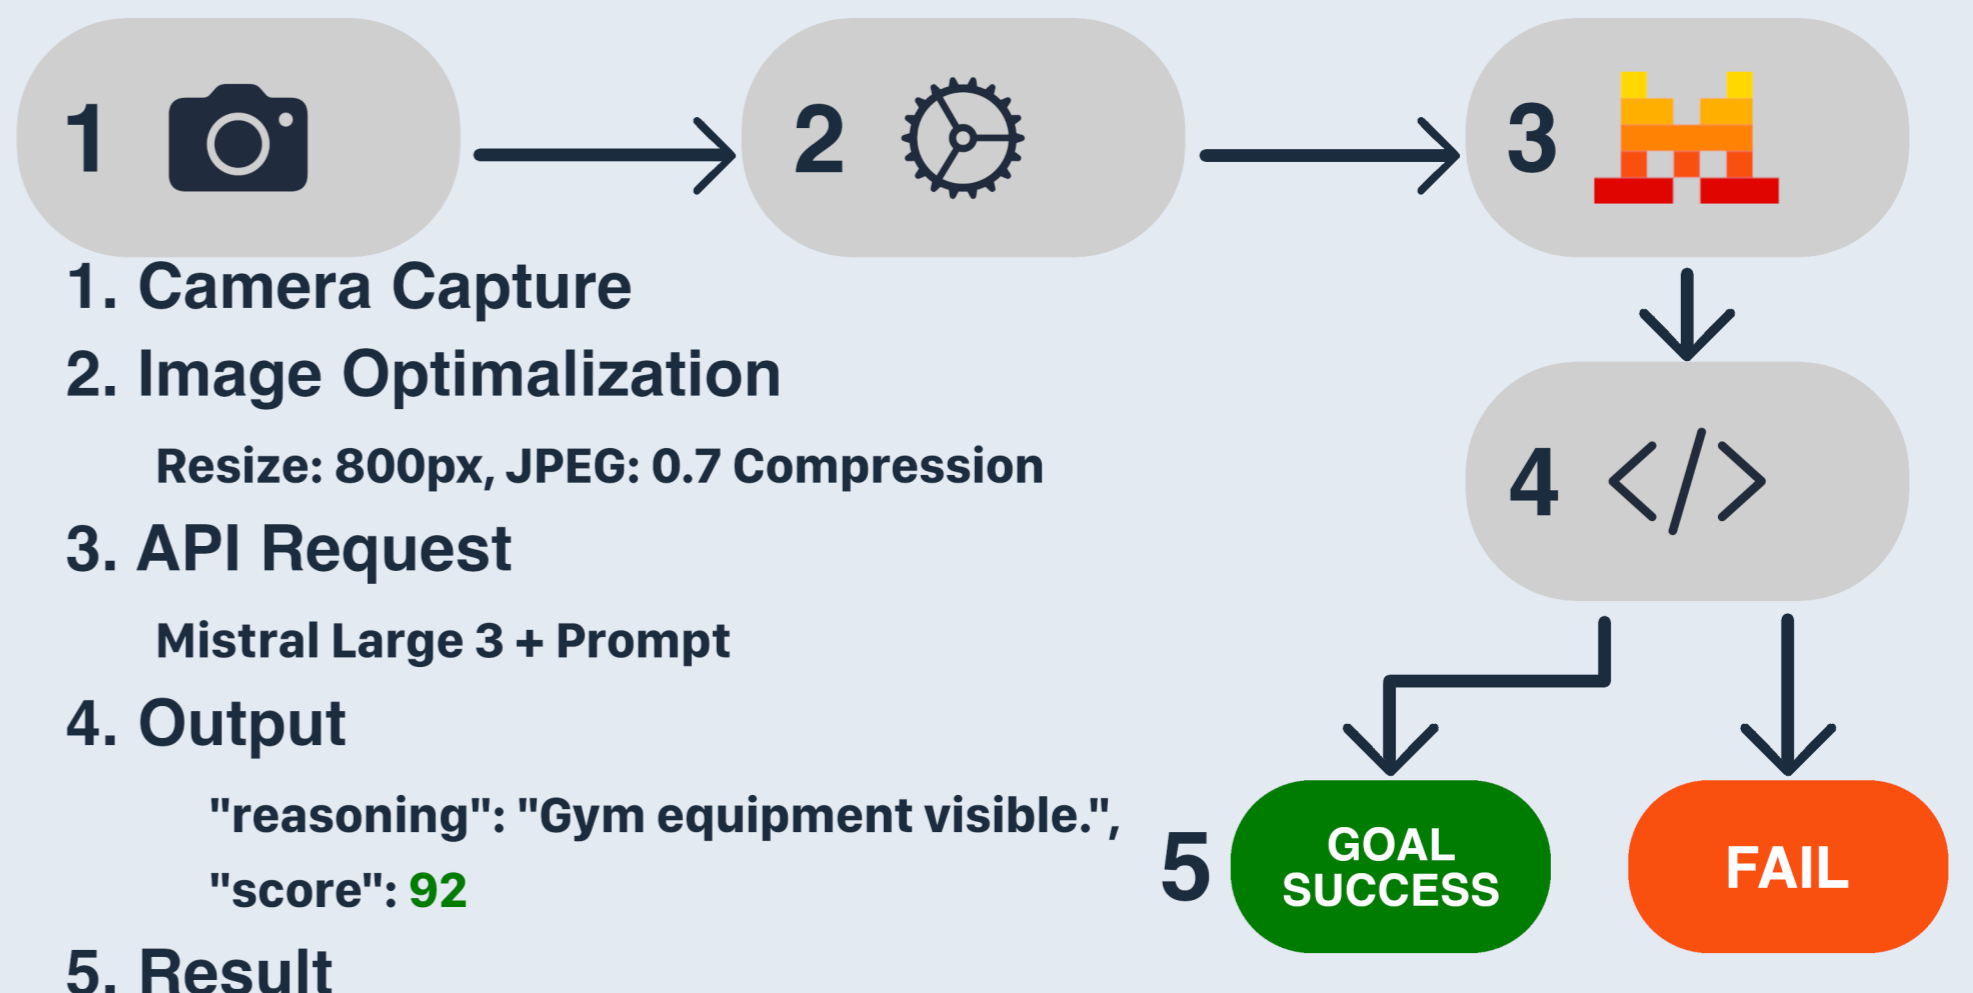 1
2
3
1. Camera Capture
2. Image Optimalization
Resize: 800px, JPEG: 0.7 Compression
3. API Request
Mistral Large 3 + Prompt
4. Output
"reasoning": "Gym equipment visible.",
"score": 92
5. Result
4 </>
5
GOAL
SUCCESS
FAIL